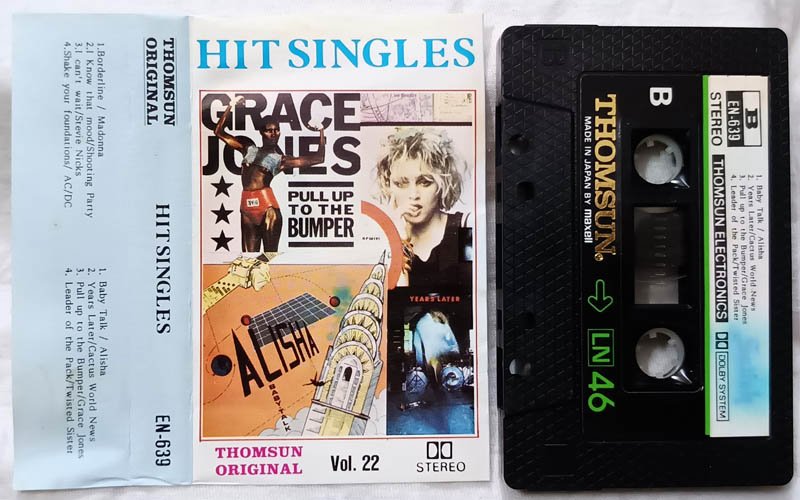 THOMSUN
ORIGINAL
1.Borderline / Madonna
2.I Know that mood/Shooting Party
3.I can't wait/Stevie Nicks
4.Shake your foundations/ AC/DC
HIT SINGLES
1. Baby Talk / Alisha
2. Years Later/Cactus World News
3. Pull up to the Bumper/Grace Jones
4. Leader of the Pack/Twisted Sister
EN-639
HIT SINGLES
GRACE
JONES
PULL UP
TO THE
BUMPER
YEARS LATER
ALISHA
BABY TALK
THOMSUN
ORIGINAL
Vol. 22
STEREO
B
B
THOMSUN
MADE IN JAPAN BY maxell
LN 46
B
EN-639
STEREO
1. Baby Talk / Alisha
2. Years Later/Cactus World News
3. Pull up to the Bumper/Grace Jones
4. Leader of the Pack/Twisted Sister
THOMSUN ELECTRONICS
DOLBY SYSTEM